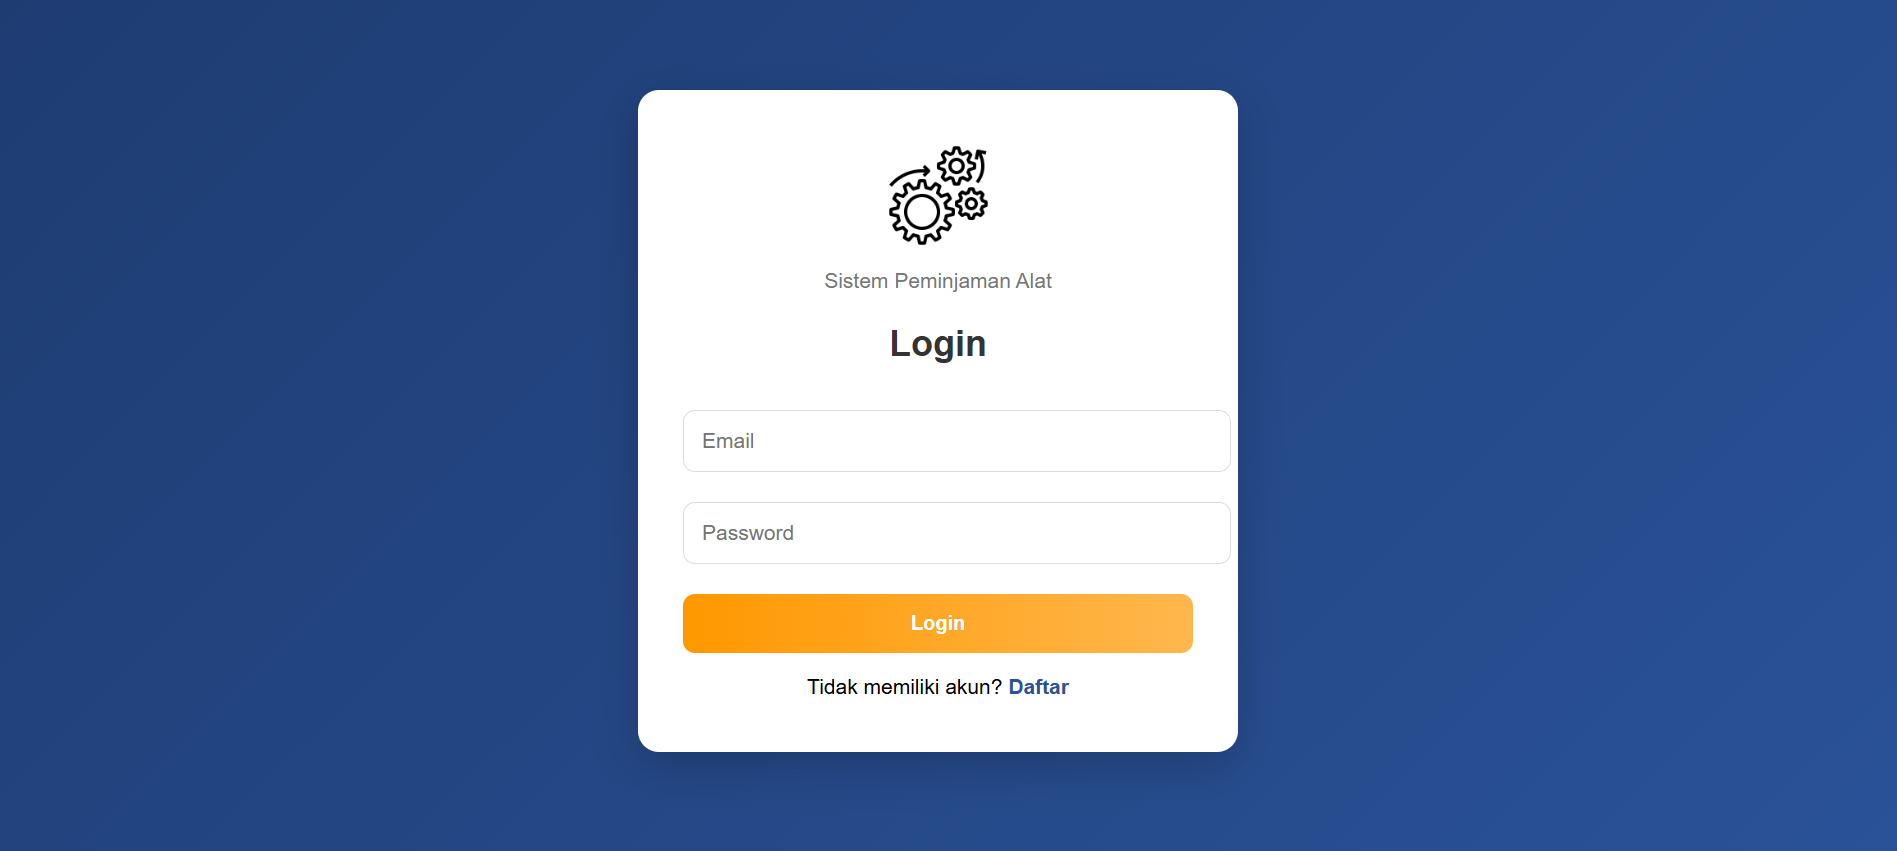 Sistem Peminjaman Alat
Login
Email
Password
Login
Tidak memiliki akun? Daftar